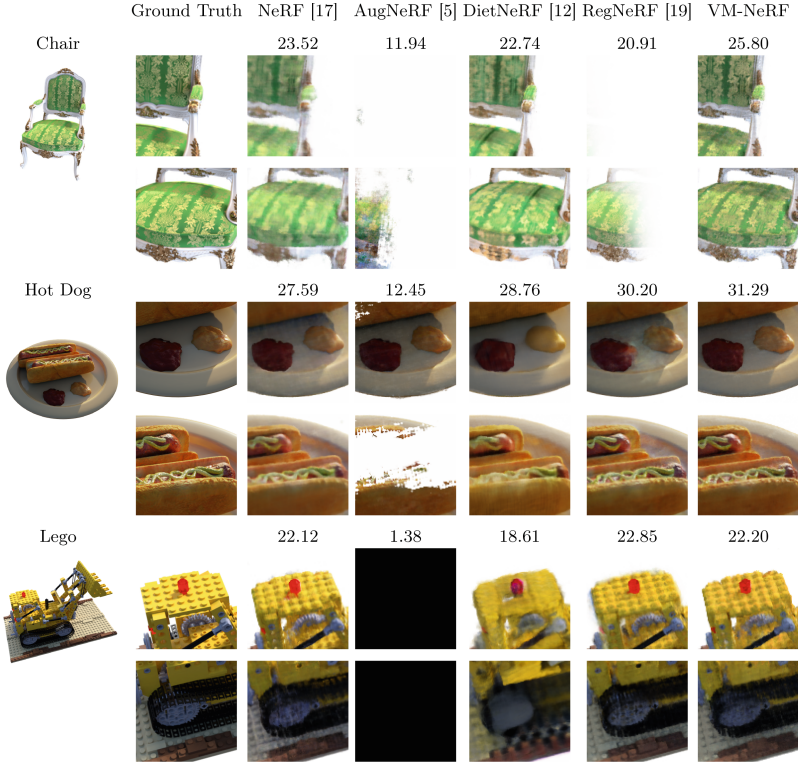 Ground Truth NeRF [17] AugNeRF [5] DietNeRF [12] RegNeRF [19] VM-NeRF
Chair 23.52 11.94 22.74 20.91 25.80
Hot Dog 27.59 12.45 28.76 30.20 31.29
Lego 22.12 1.38 18.61 22.85 22.20